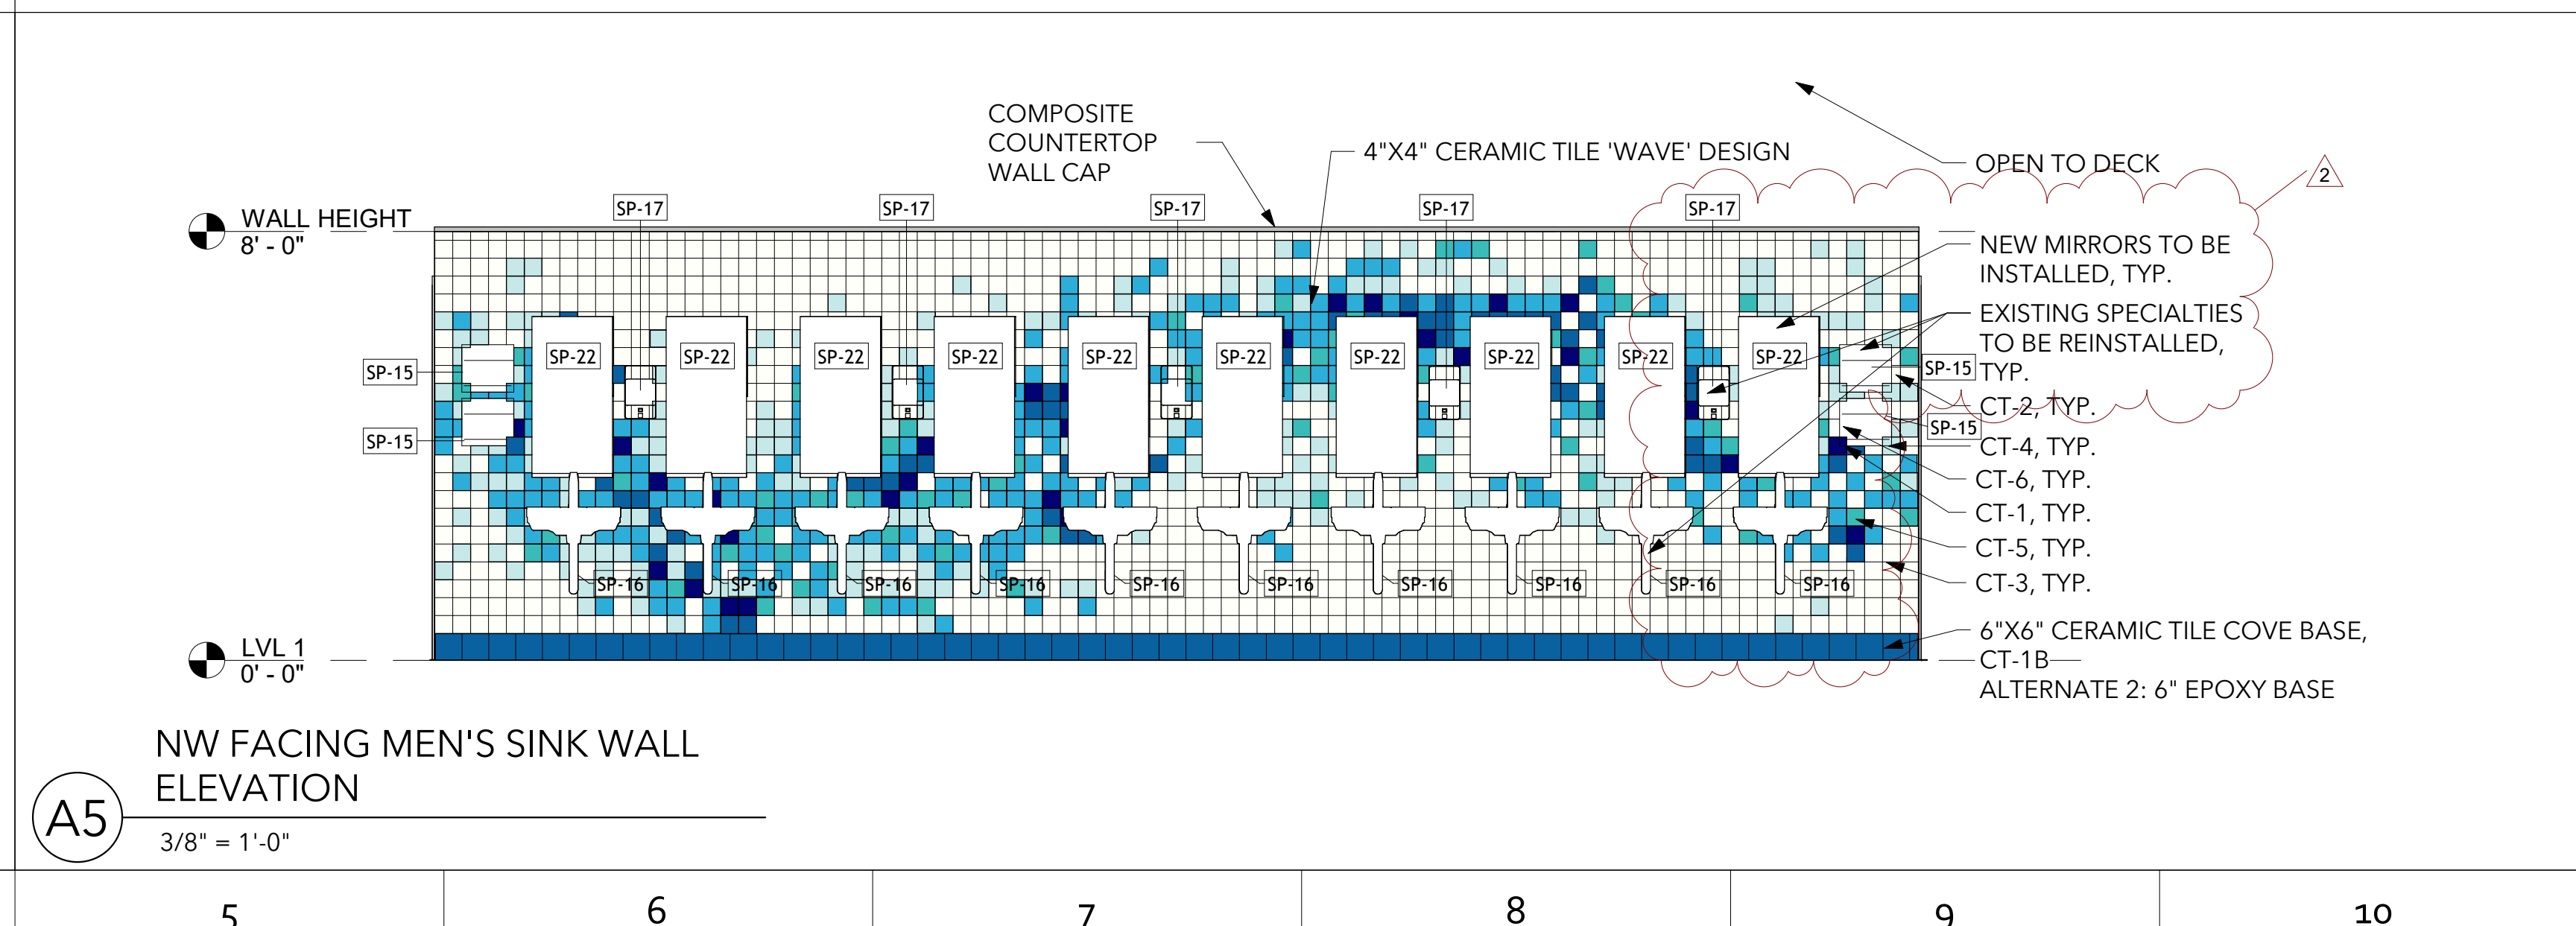 COMPOSITE
COUNTERTOP
WALL CAP
4"X4" CERAMIC TILE 'WAVE' DESIGN
OPEN TO DECK
2
SP-17 SP-17 SP-17 SP-17 SP-17
WALL HEIGHT
8' - 0"
NEW MIRRORS TO BE
INSTALLED, TYP.
EXISTING SPECIALTIES
TO BE REINSTALLED,
TYP.
SP-22 SP-22 SP-22 SP-22 SP-22 SP-22 SP-22 SP-22 SP-22 SP-22
SP-15
SP-15
SP-15
SP-15
CT-2, TYP.
CT-4, TYP.
CT-6, TYP.
CT-1, TYP.
CT-5, TYP.
CT-3, TYP.
SP-16 SP-16 SP-16 SP-16 SP-16 SP-16 SP-16 SP-16 SP-16 SP-16
6"X6" CERAMIC TILE COVE BASE,
CT-1B
ALTERNATE 2: 6" EPOXY BASE
LVL 1
0' - 0"
NW FACING MEN'S SINK WALL
ELEVATION
A5
3/8" = 1'-0"
5 6 7 8 9 10